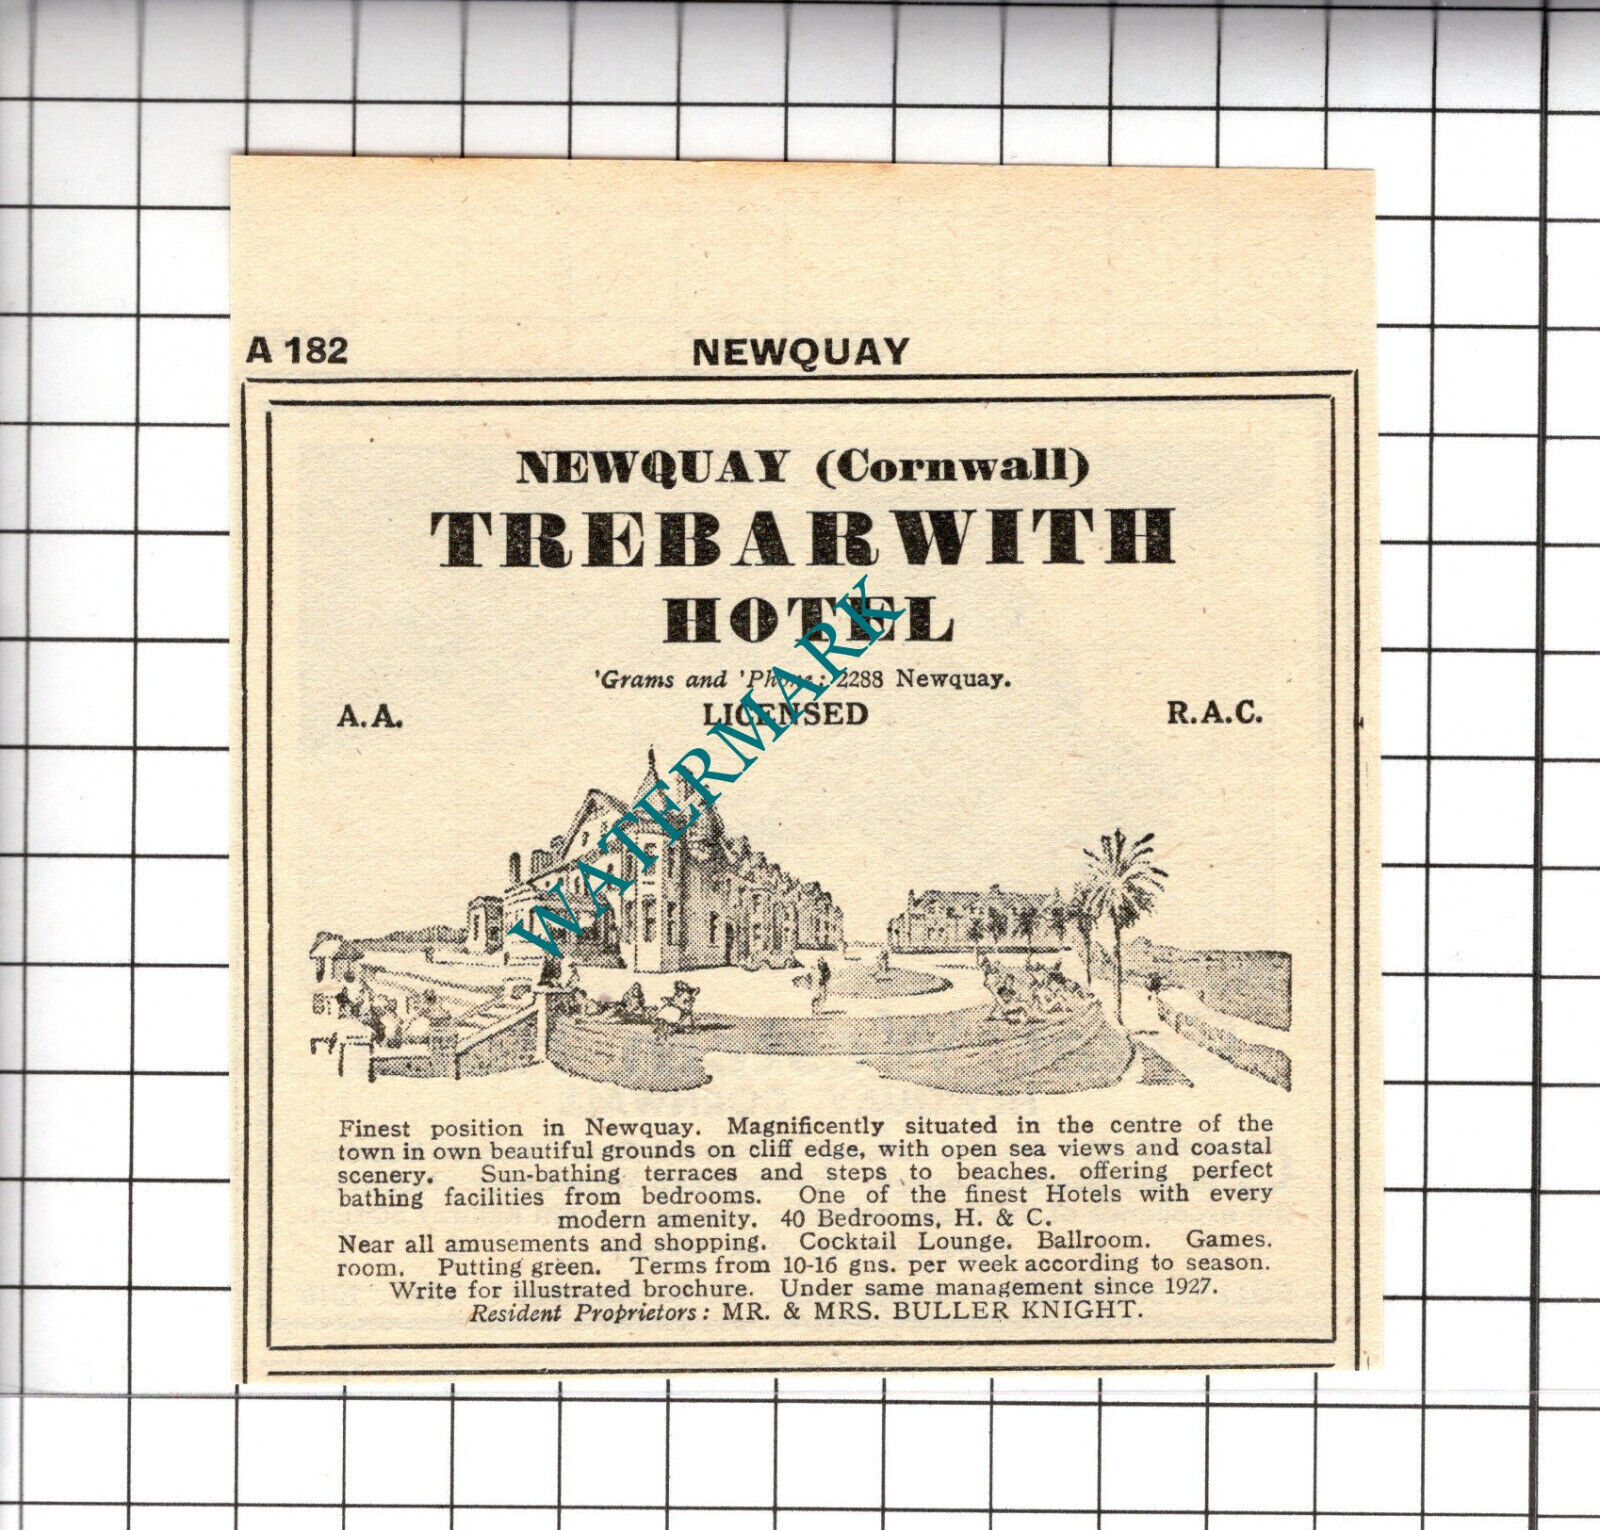 A 182 NEWQUAY
NEWQUAY (Cornwall)
TREBARWITH
HOTEL
'Grams and 'Phone: 2288 Newquay.
A.A. LICENSED R.A.C.
WATERMARK
Finest position in Newquay. Magnificently situated in the centre of the
town in own beautiful grounds on cliff edge, with open sea views and coastal
scenery. Sun-bathing terraces and steps to beaches. offering perfect
bathing facilities from bedrooms. One of the finest Hotels with every
modern amenity. 40 Bedrooms, H. & C.
Near all amusements and shopping. Cocktail Lounge. Ballroom. Games.
room. Putting green. Terms from 10-16 gns. per week according to season.
Write for illustrated brochure. Under same management since 1927.
Resident Proprietors: MR. & MRS. BULLER KNIGHT.